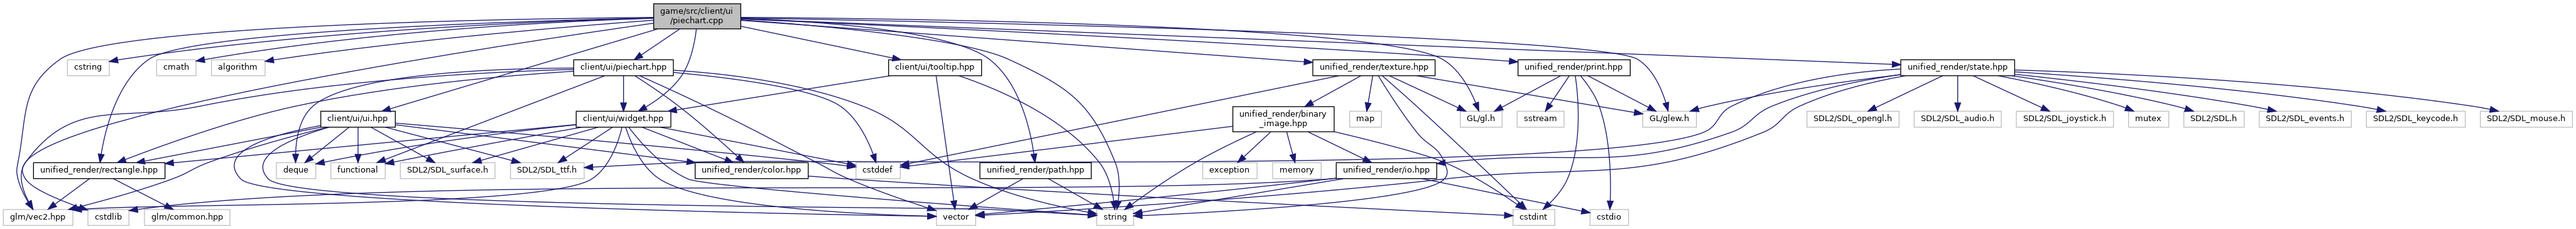 game/src/client/ui
/piechart.cpp
cstring
cmath
algorithm
client/ui/piechart.hpp
client/ui/tooltip.hpp
unified_render/texture.hpp
unified_render/print.hpp
unified_render/state.hpp
client/ui/ui.hpp
client/ui/widget.hpp
unified_render/binary
_image.hpp
map
GL/gl.h
sstream
GL/glew.h
SDL2/SDL_opengl.h
SDL2/SDL_audio.h
SDL2/SDL_joystick.h
mutex
SDL2/SDL.h
SDL2/SDL_events.h
SDL2/SDL_keycode.h
SDL2/SDL_mouse.h
unified_render/rectangle.hpp
deque
functional
SDL2/SDL_surface.h
SDL2/SDL_ttf.h
unified_render/color.hpp
cstddef
unified_render/path.hpp
exception
memory
unified_render/io.hpp
glm/vec2.hpp
cstdlib
glm/common.hpp
vector
string
cstdint
cstdio